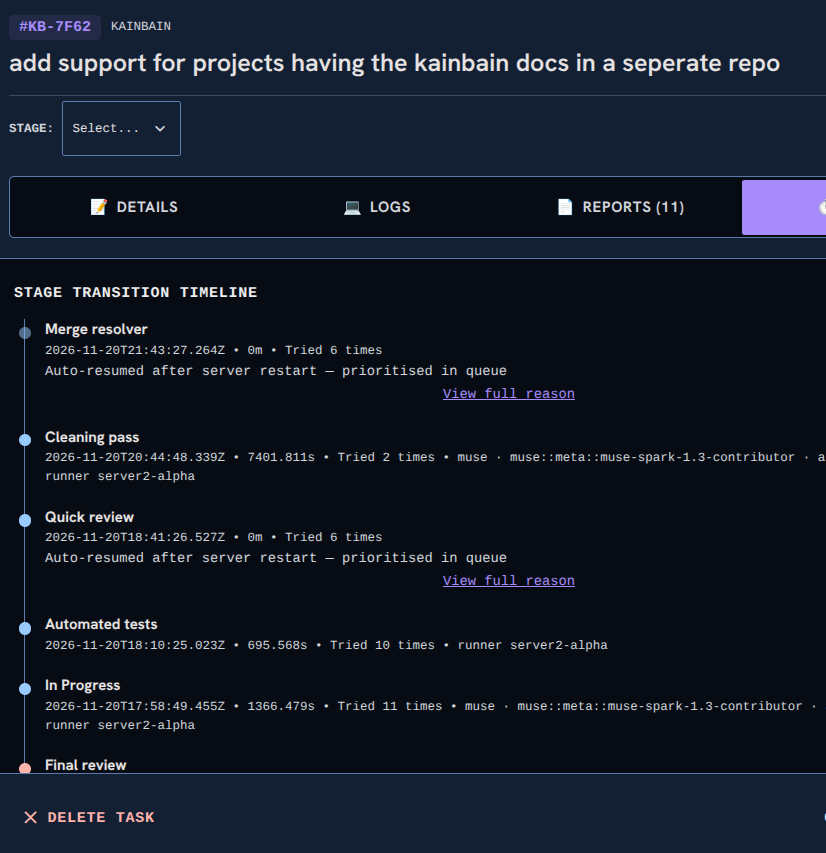 #KB-7F62 KAINBAIN
add support for projects having the kainbain docs in a seperate repo
STAGE: Select...
DETAILS LOGS REPORTS (11)
STAGE TRANSITION TIMELINE
Merge resolver
2026-11-20T21:43:27.264Z • 0m • Tried 6 times
Auto-resumed after server restart — prioritised in queue
View full reason
Cleaning pass
2026-11-20T20:44:48.339Z • 7401.811s • Tried 2 times • muse · muse::meta::muse-spark-1.3-contributor ·
runner server2-alpha
Quick review
2026-11-20T18:41:26.527Z • 0m • Tried 6 times
Auto-resumed after server restart — prioritised in queue
View full reason
Automated tests
2026-11-20T18:10:25.023Z • 695.568s • Tried 10 times • runner server2-alpha
In Progress
2026-11-20T17:58:49.455Z • 1366.479s • Tried 11 times • muse · muse::meta::muse-spark-1.3-contributor ·
runner server2-alpha
Final review
DELETE TASK